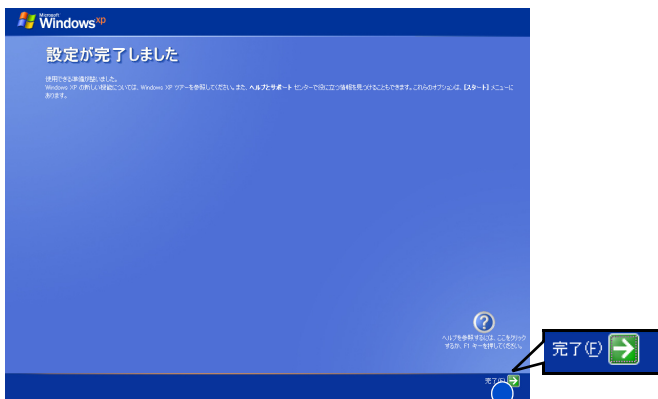 Microsoft
Windows xp
設定が完了しました
使用できる準備が整いました。
Windows XP の新しい機能については、Windows XP ツアーを参照してください。また、ヘルプとサポート センターで役に立つ情報を見つけることもできます。これらのオプションは、[スタート] メニューに
あります。
ヘルプを参照するには、ここをクリック
するか、F1 キーを押してください。
完了(F)
完了(F)